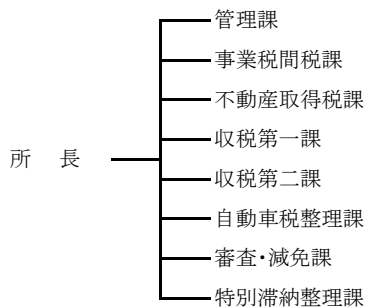 管理課
事業税間税課
不動産取得税課
収税第一課
所　長
収税第二課
自動車税整理課
審査・減免課
特別滞納整理課